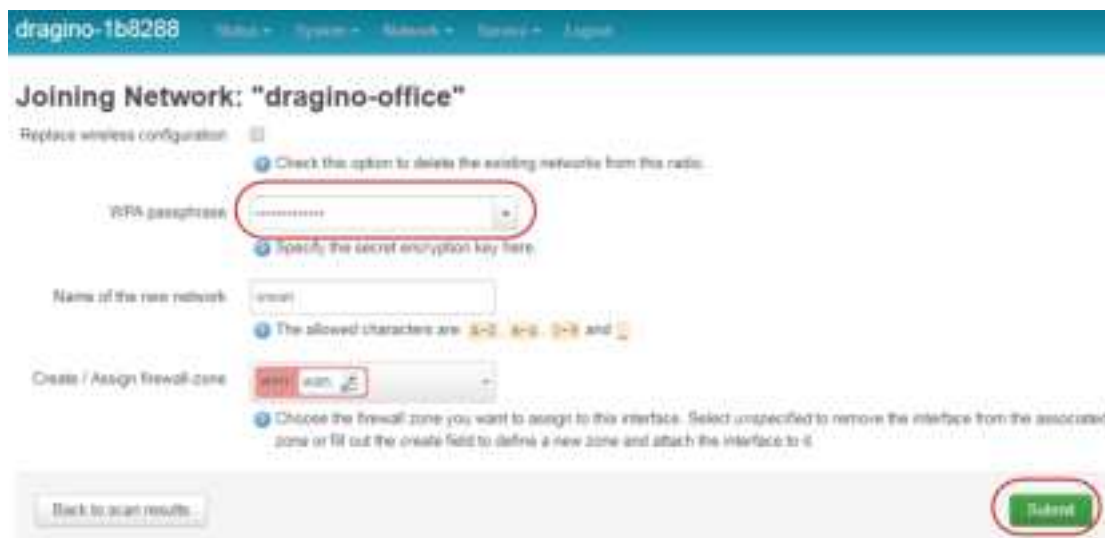 dragino-1b8288 Status System Network Service Logout
Joining Network: "dragino-office"
Replace wireless configuration
Check this option to delete the existing networks from this radio.
WPA passphrase
Specify the secret encryption key here.
Name of the new network
The allowed characters are A-Z, a-z, 0-9 and _
Create / Assign firewall-zone
wan: wan:
Choose the firewall zone you want to assign to this interface. Select unspecified to remove the interface from the associated
zone or fill out the create field to define a new zone and attach the interface to it.
Back to scan results
Submit